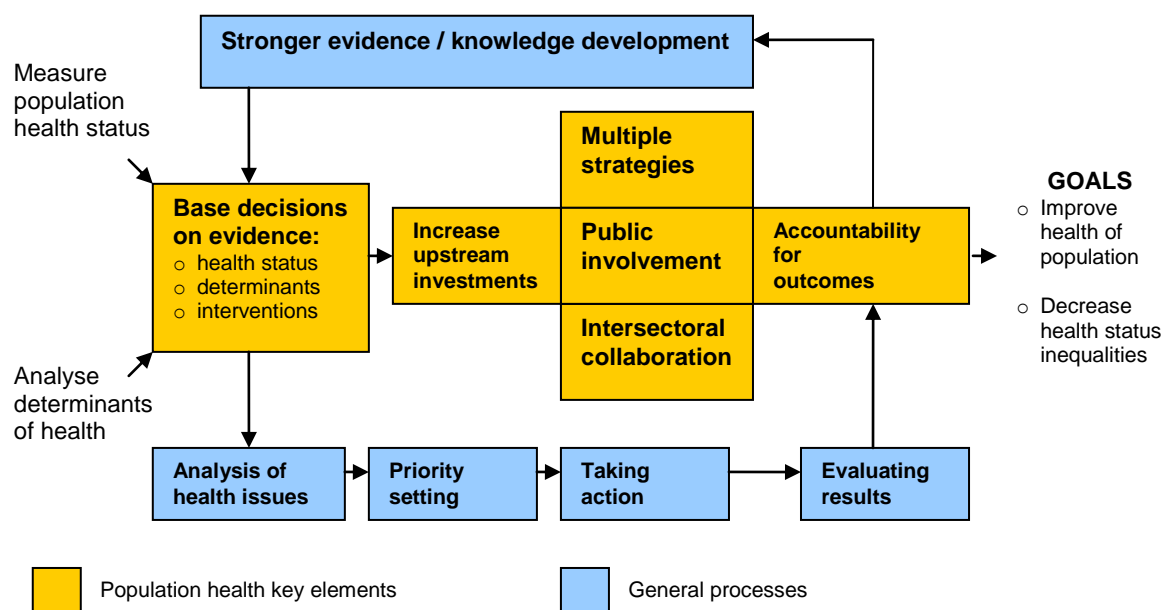 Stronger evidence / knowledge development
Measure
population
health status
Multiple
strategies
Base decisions
on evidence:
o health status
o determinants
o interventions
Increase
upstream
investments
Public
involvement
Accountability
for
outcomes
GOALS
o Improve
health of
population
o Decrease
health status
inequalities
Intersectoral
collaboration
Analyse
determinants
of health
Analysis of
health issues
Priority
setting
Taking
action
Evaluating
results
Population health key elements
General processes